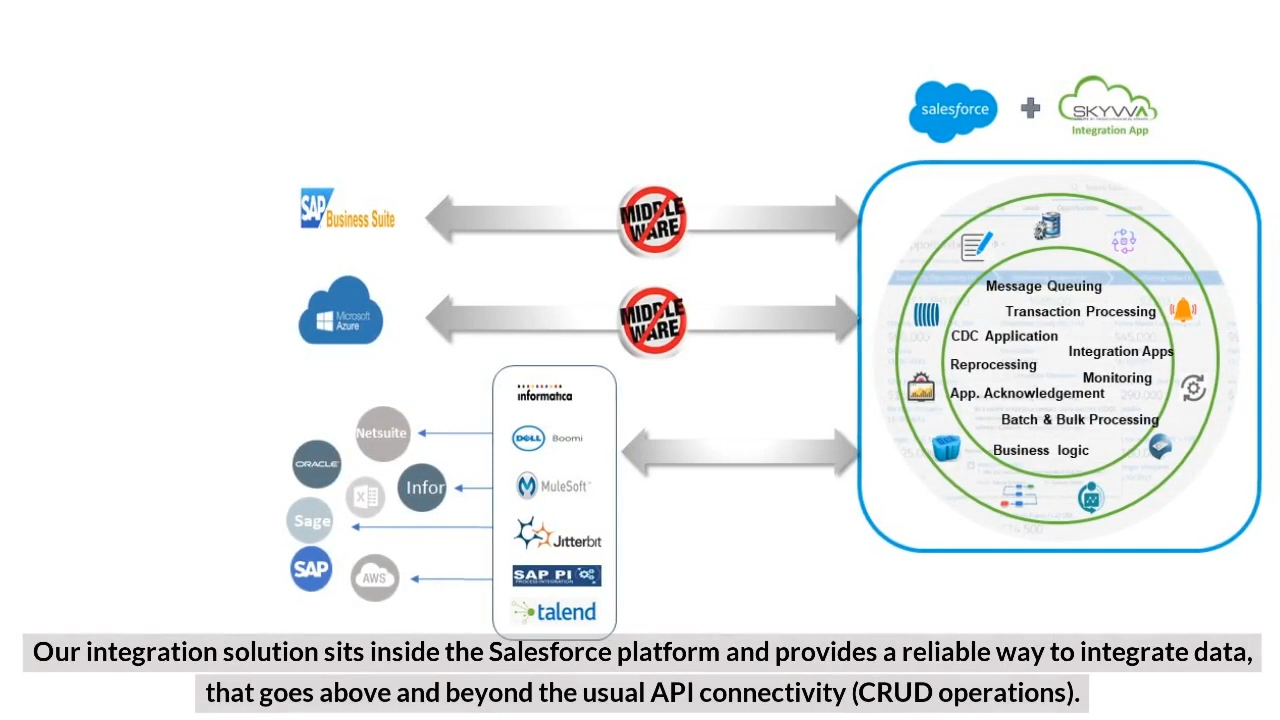 salesforce
SKYVVA
Integration App
SAP Business Suite
MIDDLE
WARE
Microsoft
Azure
MIDDLE
WARE
Message Queuing
Transaction Processing
CDC Application
Integration Apps
Reprocessing
Monitoring
App. Acknowledgement
Batch & Bulk Processing
Business logic
informatica
DELL Boomi
MuleSoft
Jitterbit
SAP PI
PROCESS INTEGRATION
talend
Netsuite
ORACLE
Infor
Sage
SAP
AWS
Our integration solution sits inside the Salesforce platform and provides a reliable way to integrate data,
that goes above and beyond the usual API connectivity (CRUD operations).